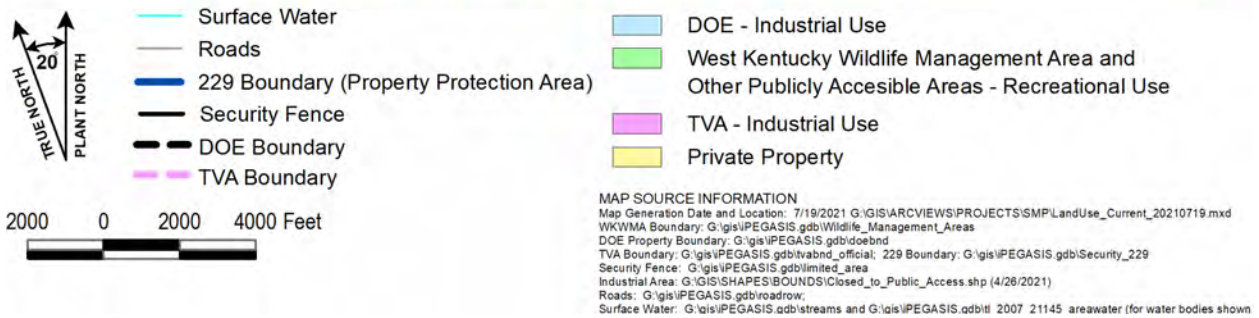 TRUE NORTH
20°
PLANT NORTH
Surface Water
Roads
229 Boundary (Property Protection Area)
Security Fence
DOE Boundary
TVA Boundary
2000 0 2000 4000 Feet
DOE - Industrial Use
West Kentucky Wildlife Management Area and
Other Publicly Accesible Areas - Recreational Use
TVA - Industrial Use
Private Property
MAP SOURCE INFORMATION
Map Generation Date and Location: 7/19/2021 G:\GIS\ARCVIEWS\PROJECTS\SMP\LandUse_Current_20210719.mxd
WKWMA Boundary: G:\gis\iPEGASIS.gdb\Wildlife_Management_Areas
DOE Property Boundary: G:\gis\iPEGASIS.gdb\doebnd
TVA Boundary: G:\gis\iPEGASIS.gdb\tvabnd_official; 229 Boundary: G:\gis\iPEGASIS.gdb\Security_229
Security Fence: G:\gis\iPEGASIS.gdb\limited_area
Industrial Area: G:\GIS\SHAPES\BOUNDS\Closed_to_Public_Access.shp (4/26/2021)
Roads: G:\gis\iPEGASIS.gdb\roadrow;
Surface Water: G:\gis\iPEGASIS.gdb\streams and G:\gis\iPEGASIS.gdb\tl_2007_21145_areawater (for water bodies shown